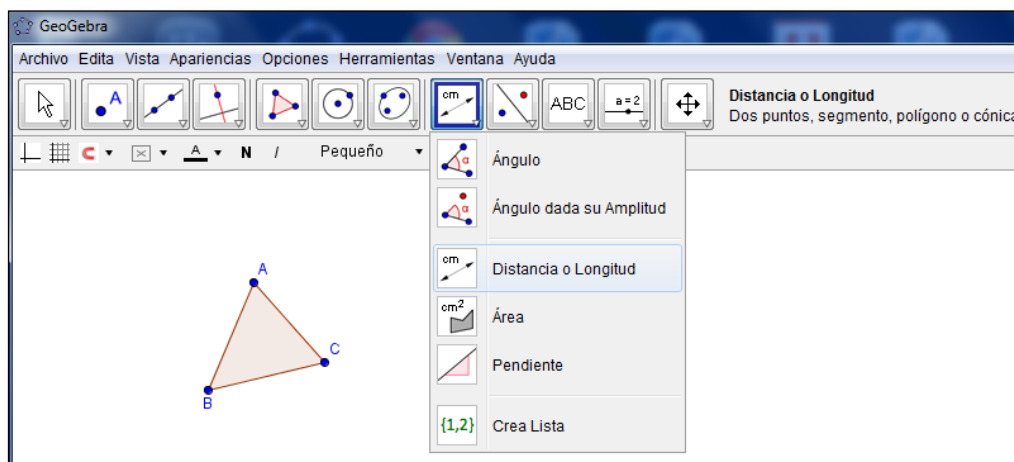 GeoGebra
Archivo Edita Vista Apariencias Opciones Herramientas Ventana Ayuda
A cm ABC a=2 Distancia o Longitud
Dos puntos, segmento, polígono o cónica
A N I Pequeño
α Ángulo
α Ángulo dada su Amplitud
cm Distancia o Longitud
cm2 Área
Pendiente
{1,2} Crea Lista
A
C
B